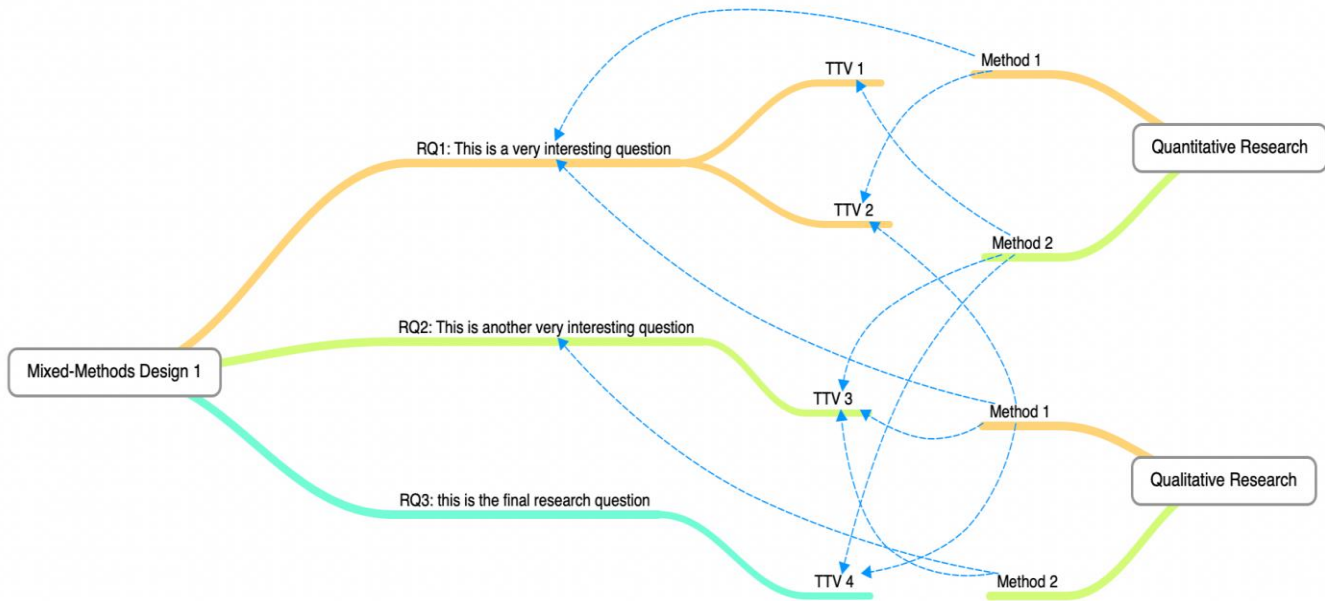 Method 1
TTV 1
Quantitative Research
RQ1: This is a very interesting question
TTV 2
Method 2
RQ2: This is another very interesting question
Mixed-Methods Design 1
TTV 3
Method 1
Qualitative Research
RQ3: this is the final research question
TTV 4
Method 2